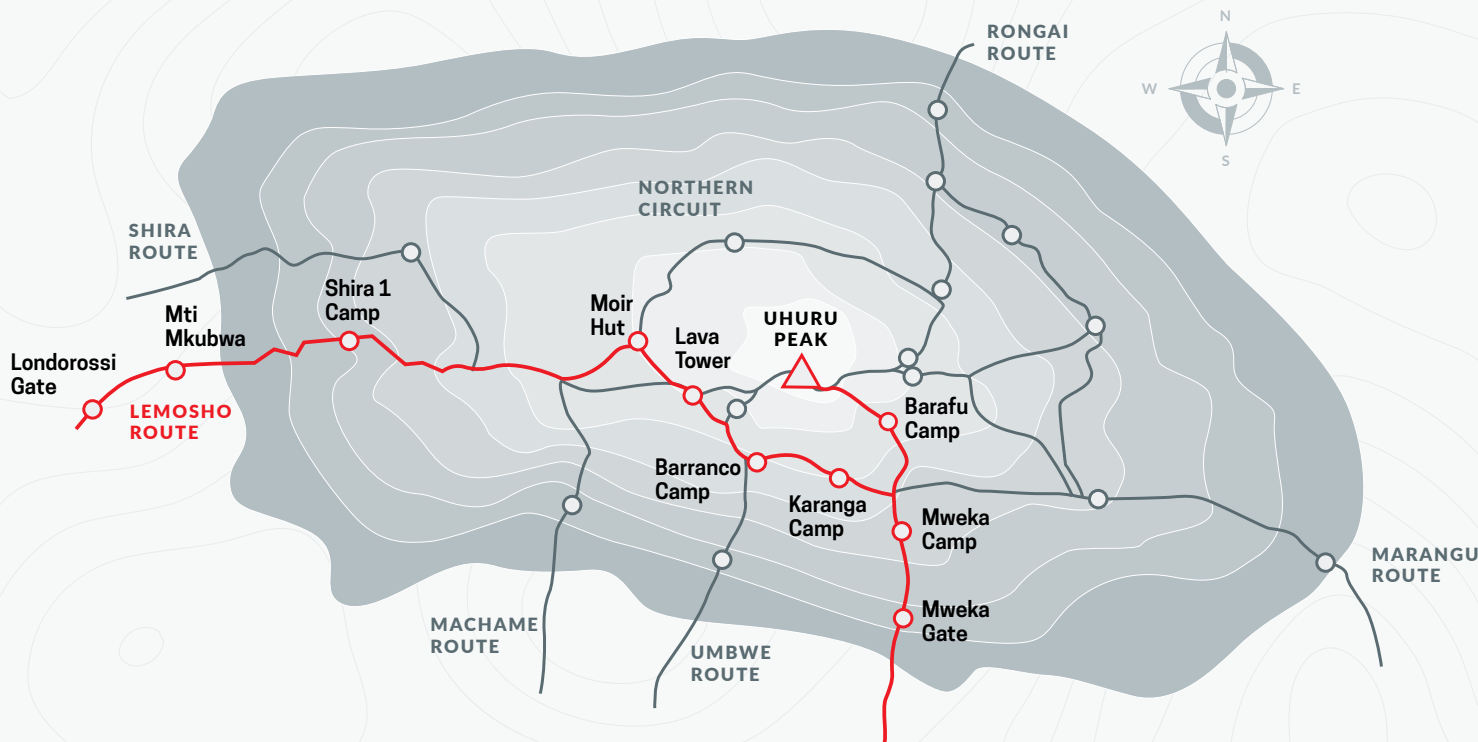 RONGAI
ROUTE
N
W
E
S
NORTHERN
CIRCUIT
SHIRA
ROUTE
Shira 1
Camp
Mti
Mkubwa
Moir
Hut
Lava
Tower
UHURU
PEAK
Londorossi
Gate
LEMOSHO
ROUTE
Barafu
Camp
Barranco
Camp
Karanga
Camp
Mweka
Camp
MARANGU
ROUTE
Mweka
Gate
MACHAME
ROUTE
UMBWE
ROUTE